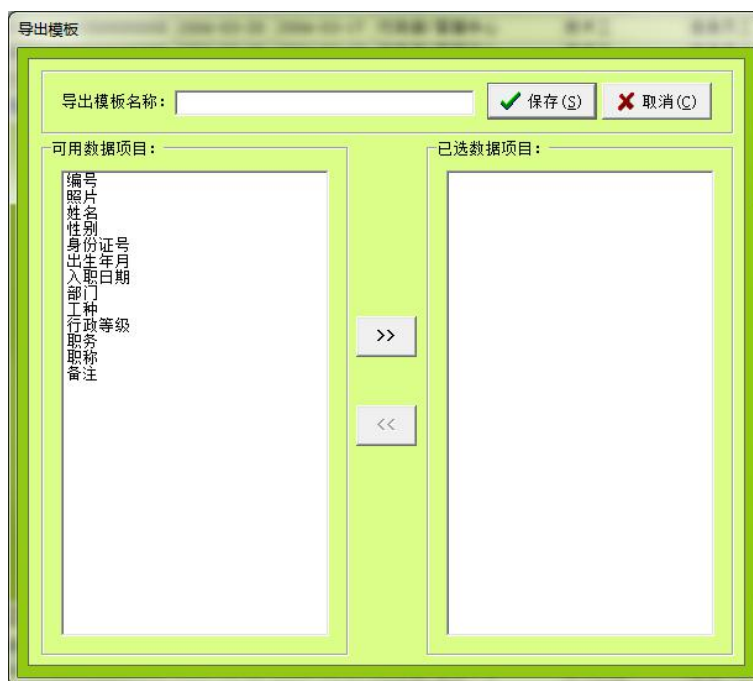 导出模板
导出模板名称：
保存(S)
取消(C)
可用数据项目：
编号
照片
姓名
性别
身份证号
出生年月
入职日期
部门
工种
行政等级
职务
职称
备注
>>
<<
已选数据项目：